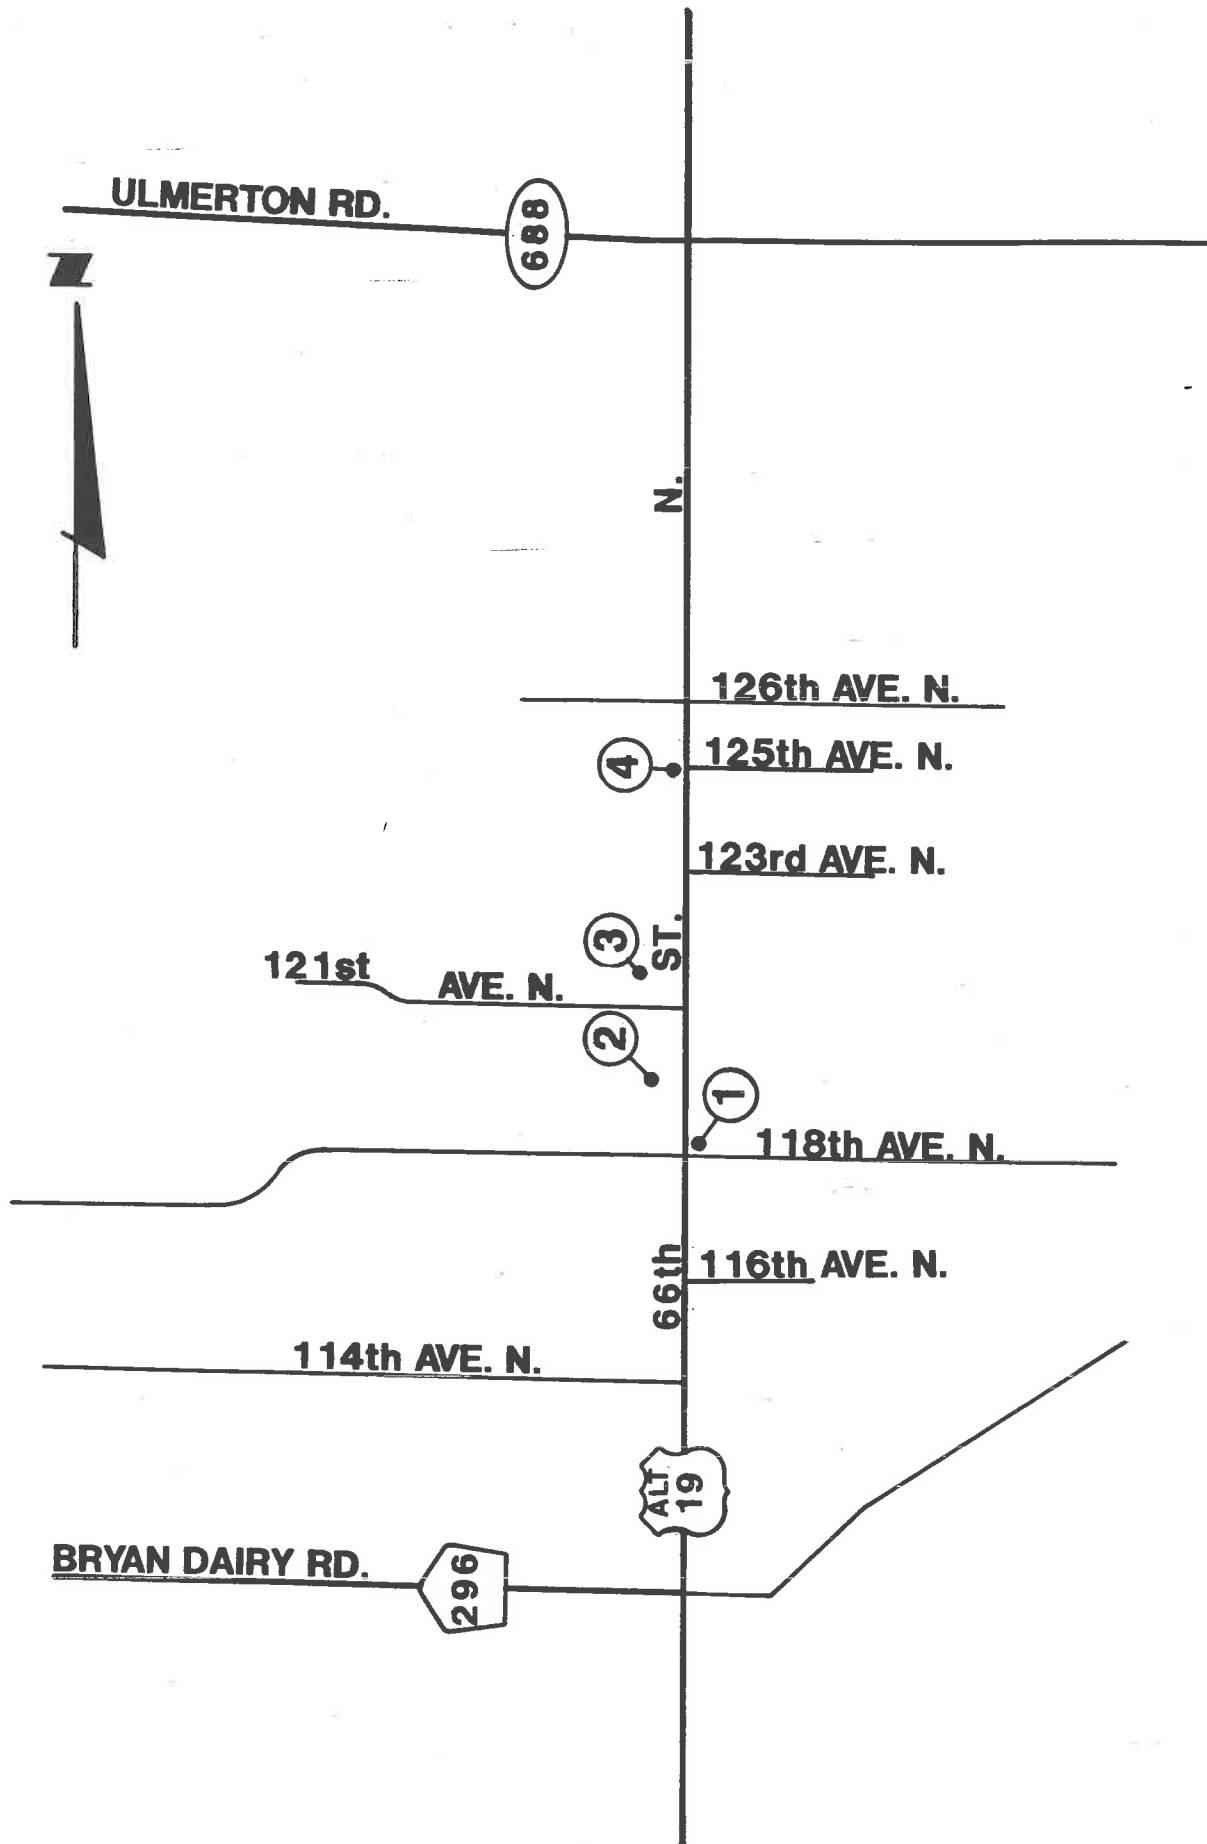 ULMERTON RD.
688
N
N.
126th AVE. N.
4
125th AVE. N.
123rd AVE. N.
3
ST.
121st AVE. N.
2
1
118th AVE. N.
66th
116th AVE. N.
114th AVE. N.
ALT
19
BRYAN DAIRY RD.
296